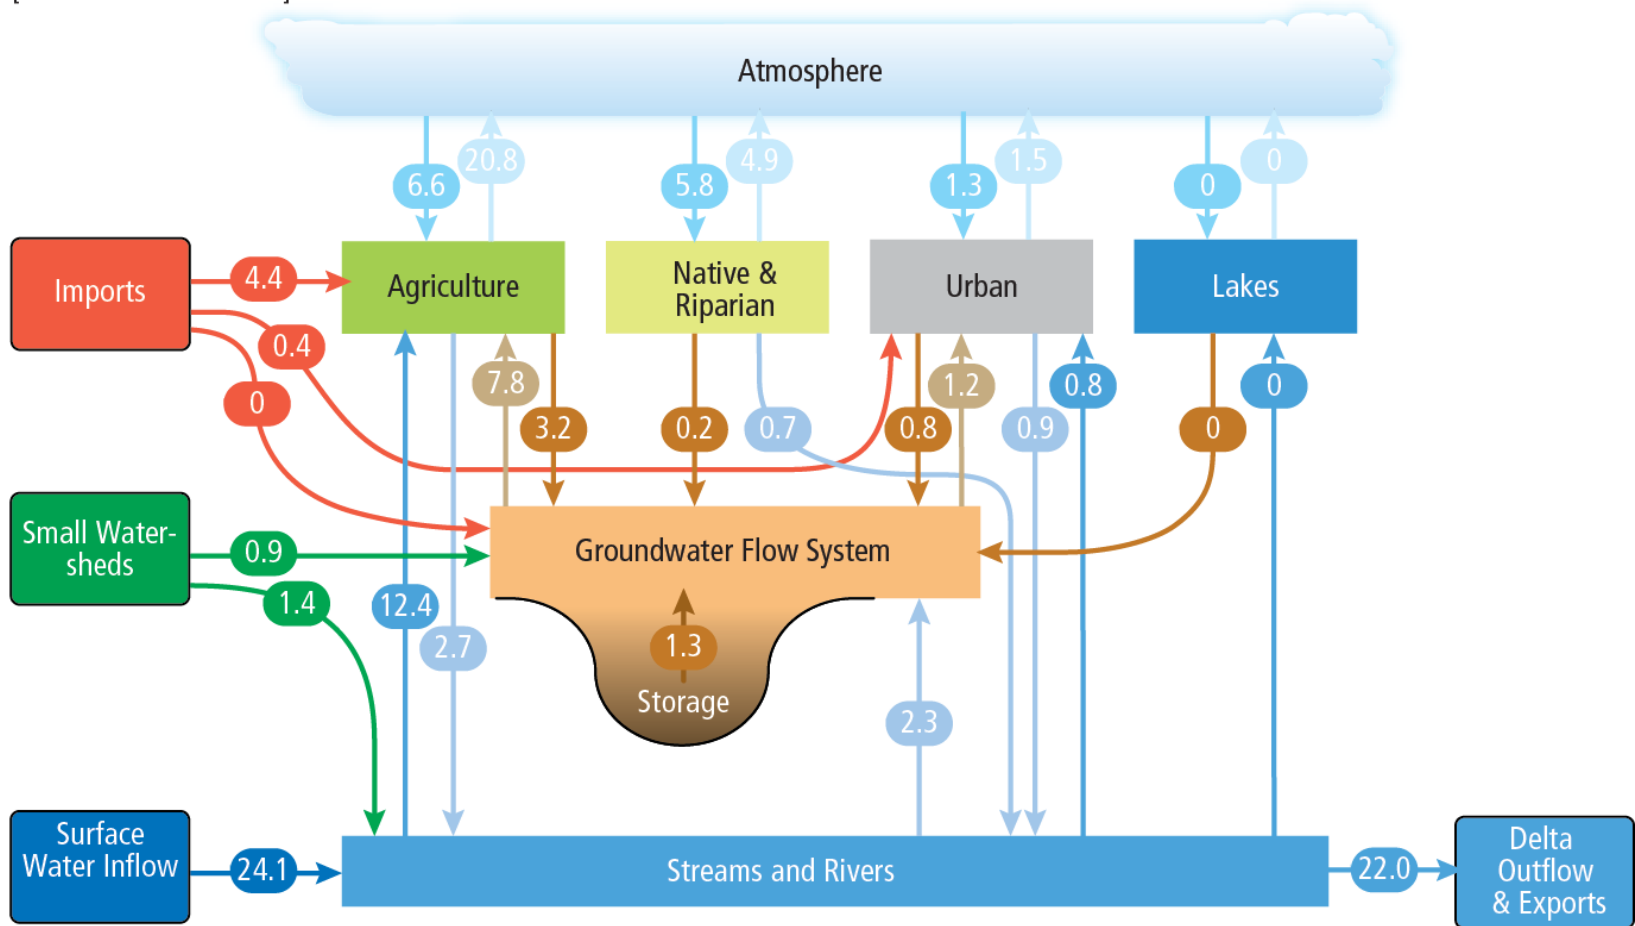 Atmosphere
6.6
20.8
5.8
4.9
1.3
1.5
0
0
Imports
4.4
Agriculture
Native &
Riparian
Urban
Lakes
0.4
0
7.8
3.2
0.2
0.7
0.8
1.2
0.9
0.8
0
0
Small Water-
sheds
0.9
1.4
Groundwater Flow System
12.4
2.7
1.3
Storage
2.3
Surface
Water Inflow
24.1
Streams and Rivers
22.0
Delta
Outflow
& Exports